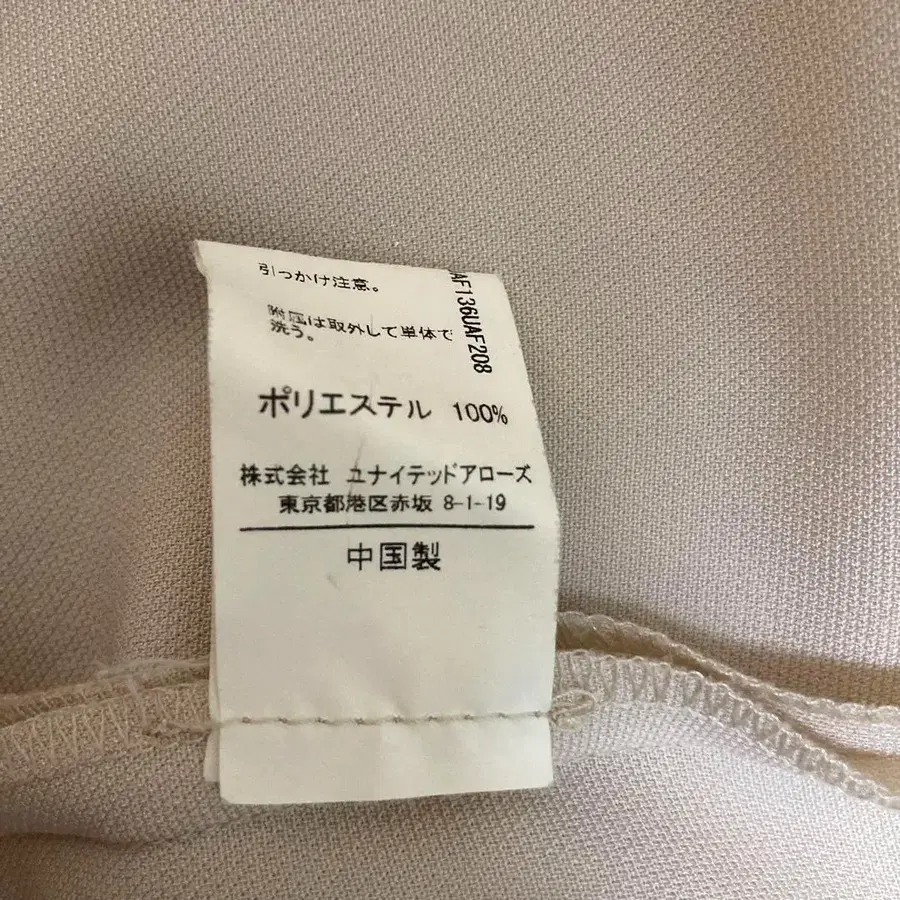 引っかけ注意。
附属は取外して単体で
洗う。
AF136UAF208
ポリエステル 100%
株式会社 ユナイテッドアローズ
東京都港区赤坂 8-1-19
中国製